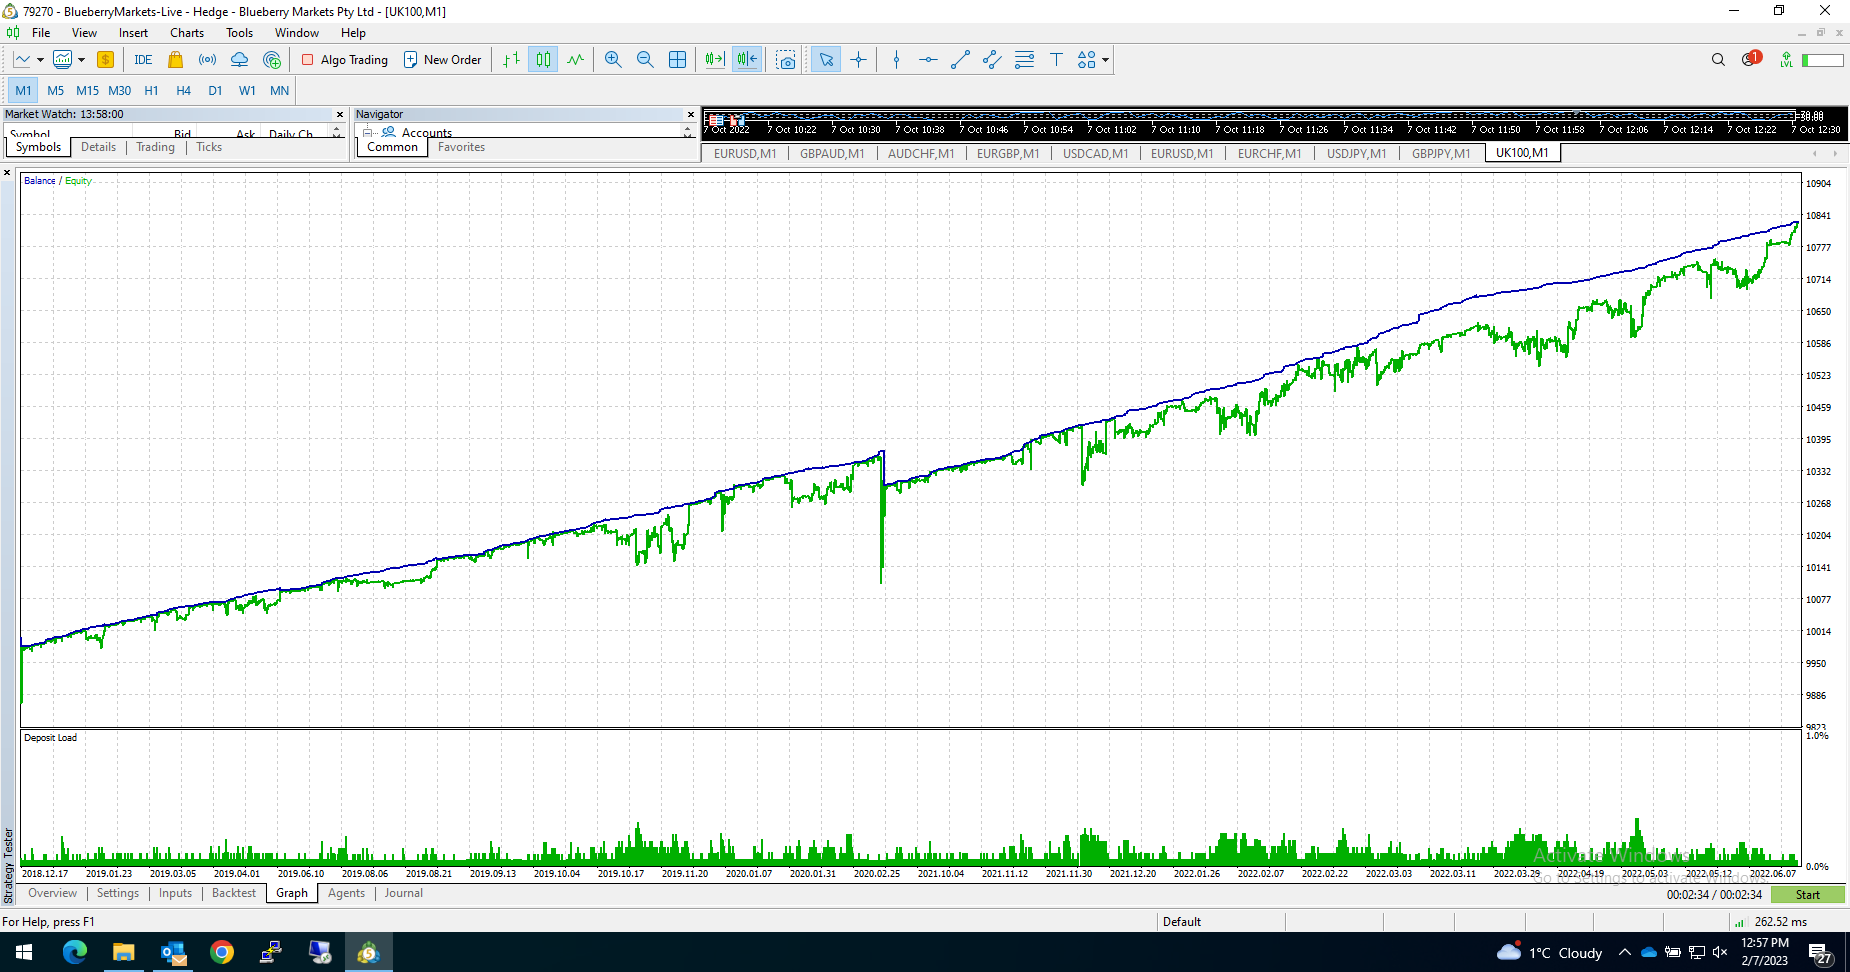 79270 - BlueberryMarkets-Live - Hedge - Blueberry Markets Pty Ltd - [UK100,M1]
File View Insert Charts Tools Window Help
IDE Algo Trading New Order 1 LVL
M1 M5 M15 M30 H1 H4 D1 W1 MN
Market Watch: 13:58:00
Symbol Bid Ask Daily Ch
Symbols Details Trading Ticks
Navigator
Accounts
Common Favorites
7 Oct 2022 7 Oct 10:22 7 Oct 10:30 7 Oct 10:38 7 Oct 10:46 7 Oct 10:54 7 Oct 11:02 7 Oct 11:10 7 Oct 11:18 7 Oct 11:26 7 Oct 11:34 7 Oct 11:42 7 Oct 11:50 7 Oct 11:58 7 Oct 12:06 7 Oct 12:14 7 Oct 12:22 7 Oct 12:30
EURUSD,M1 GBPAUD,M1 AUDCHF,M1 EURGBP,M1 USDCAD,M1 EURUSD,M1 EURCHF,M1 USDJPY,M1 GBPJPY,M1 UK100,M1
Balance / Equity
10904
10841
10777
10714
10650
10586
10523
10459
10395
10332
10268
10204
10141
10077
10014
9950
9886
9823
Deposit Load
1.0%
0.0%
2018.12.17 2019.01.23 2019.03.05 2019.04.01 2019.06.10 2019.08.06 2019.08.21 2019.09.13 2019.10.04 2019.10.17 2019.11.20 2020.01.07 2020.01.31 2020.02.25 2021.10.04 2021.11.12 2021.11.30 2021.12.20 2022.01.26 2022.02.07 2022.02.22 2022.03.03 2022.03.11 2022.03.29 2022.04.19 2022.05.03 2022.05.12 2022.06.07
Activate Windows
Go to Settings to activate Windows.
Strategy Tester
Overview Settings Inputs Backtest Graph Agents Journal
00:02:34 / 00:02:34 Start
For Help, press F1 Default 262.52 ms
1°C Cloudy
12:57 PM
2/7/2023
27